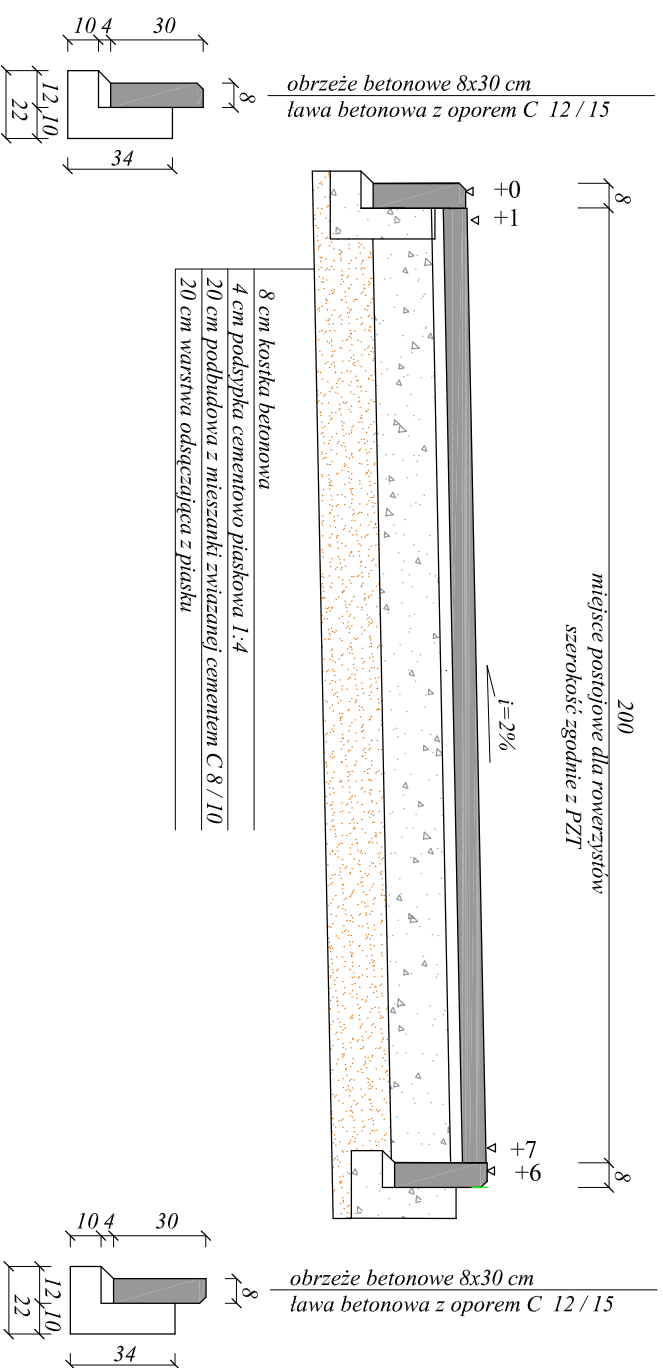 10 4 30
12 10
22
34
8
obrzeże betonowe 8x30 cm
ława betonowa z oporem C 12 / 15
+0
+1
8
8 cm kostka betonowa
4 cm podsypka cementowo piaskowa 1:4
20 cm podbudowa z mieszanki zwiazanej cementem C 8 / 10
20 cm warstwa odsączająca z piasku
200
miejsce postojowe dla rowerzystów
szerokość zgodnie z PZT
i=2%
+7
+6
8
10 4 30
12 10
22
34
8
obrzeże betonowe 8x30 cm
ława betonowa z oporem C 12 / 15